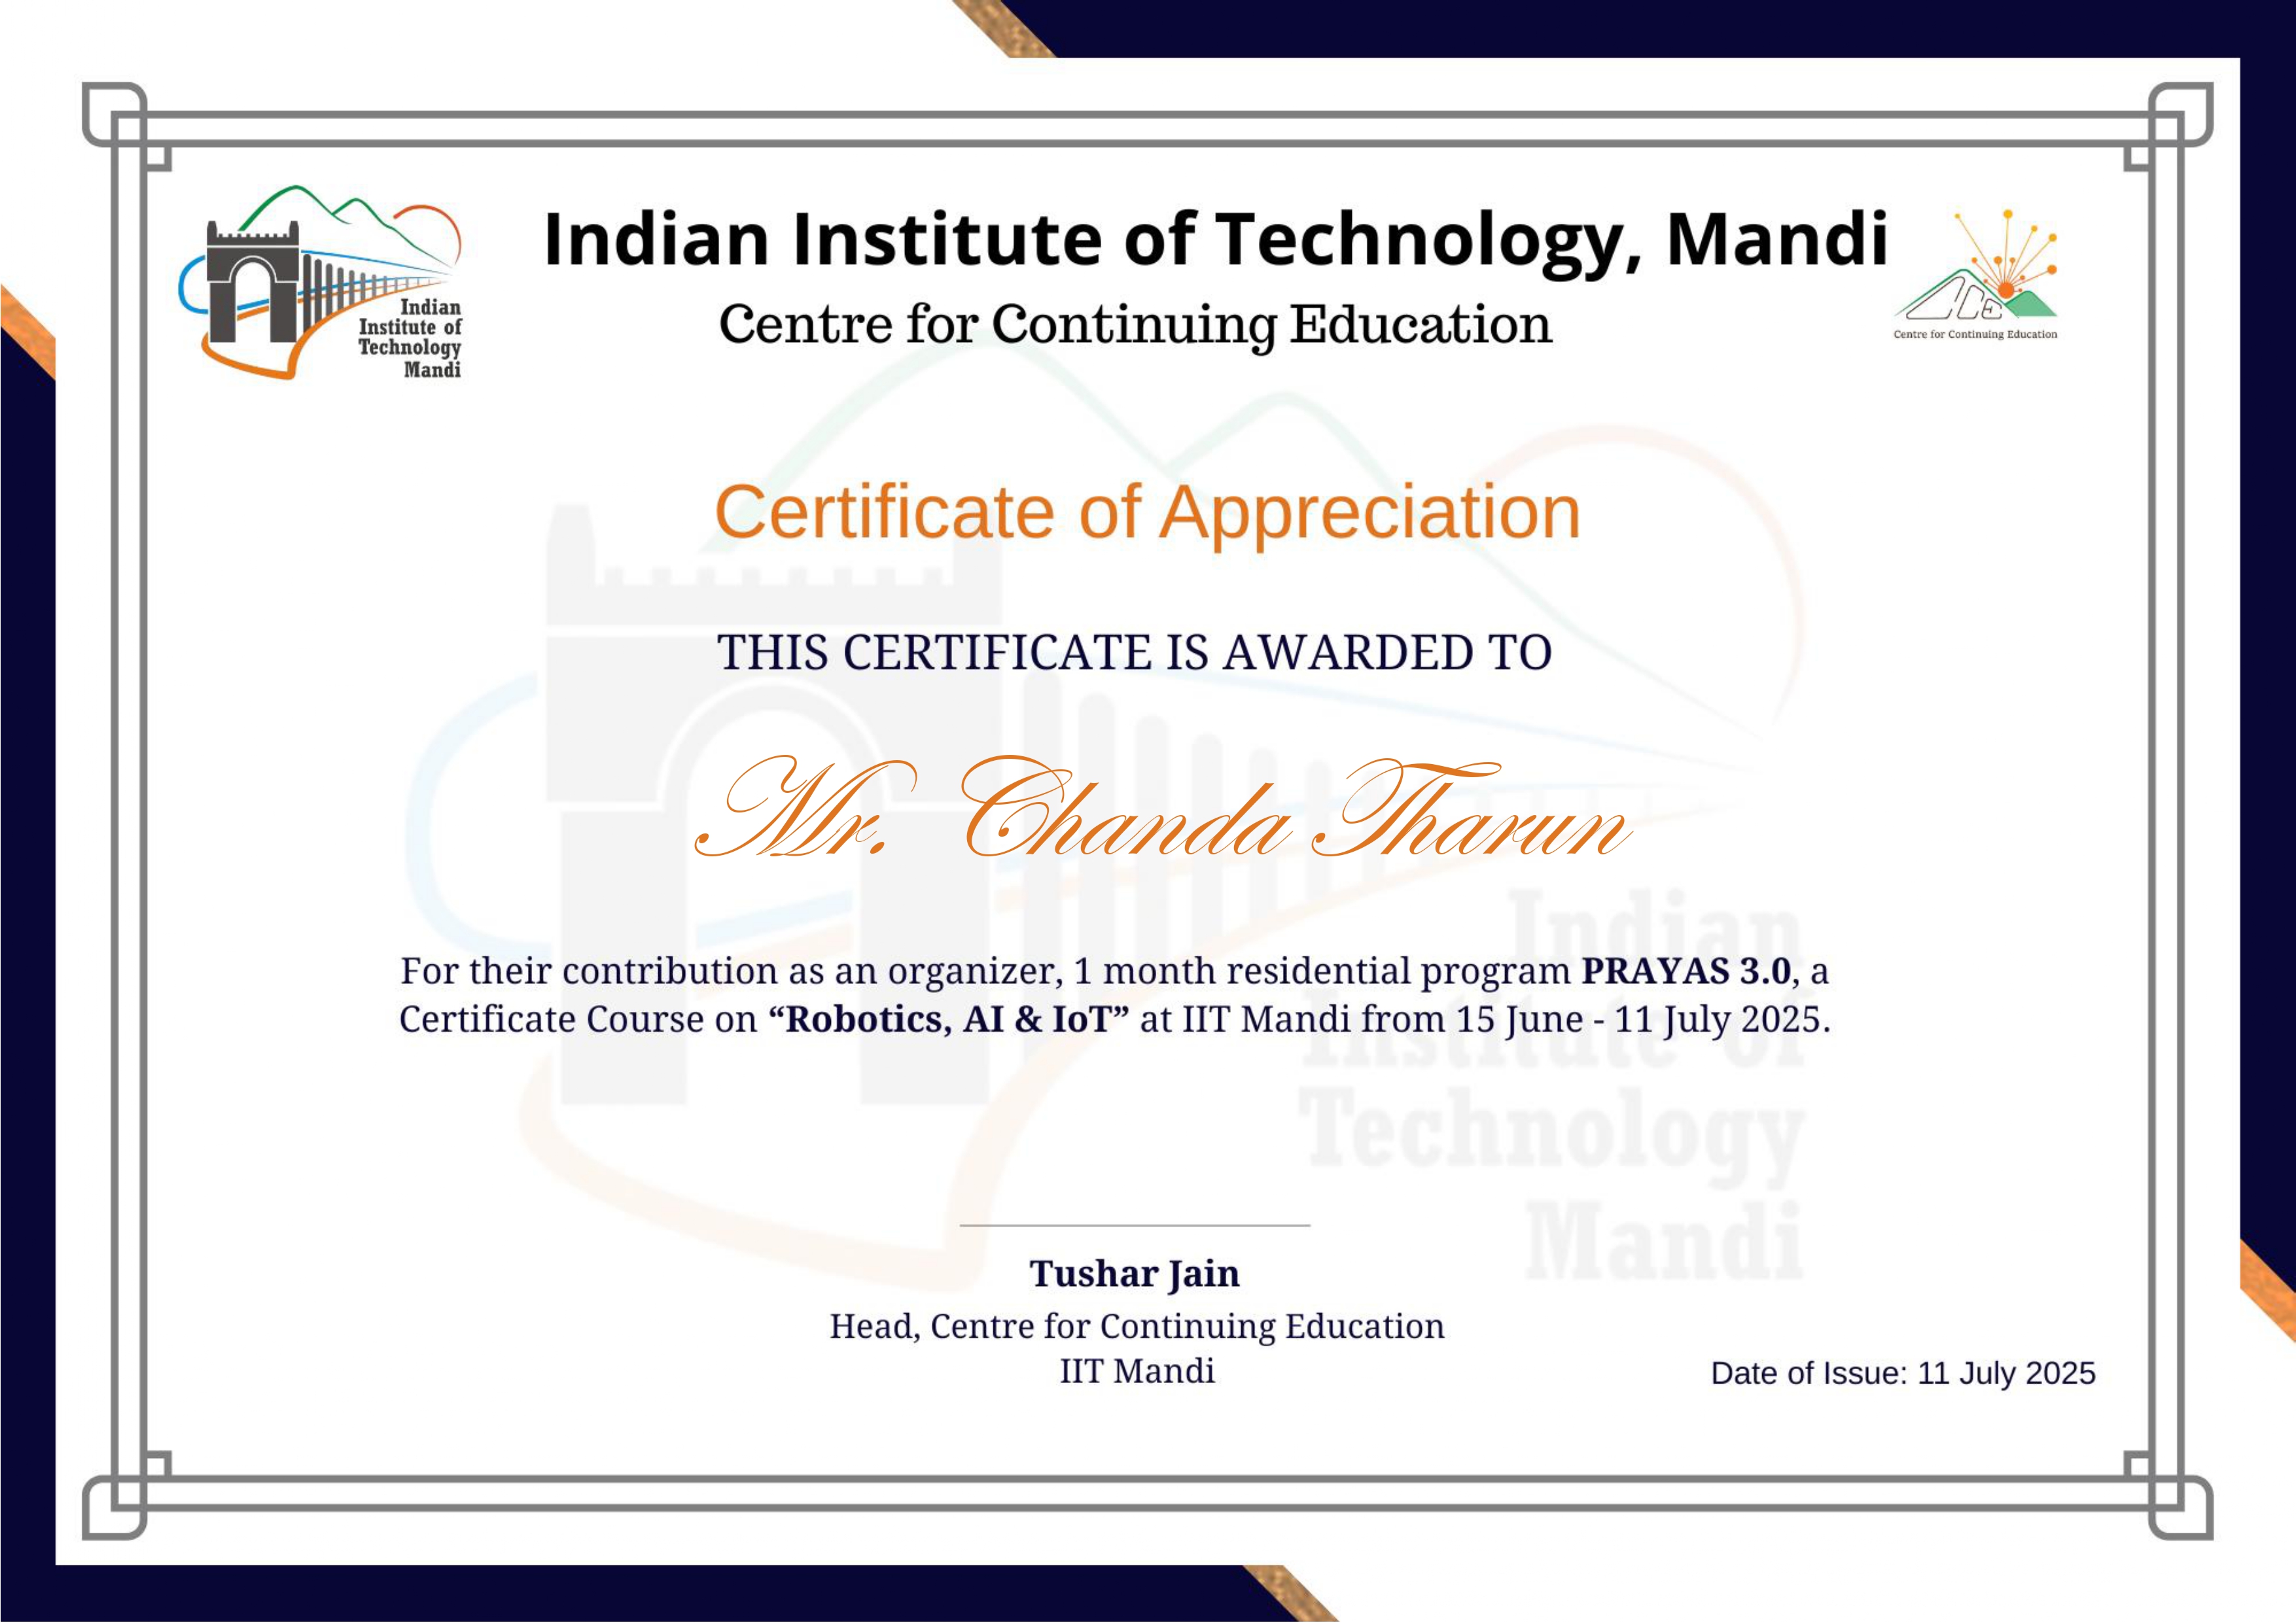 Indian Institute of Technology, Mandi
Centre for Continuing Education
Indian
Institute of
Technology
Mandi
Centre for Continuing Education
Certificate of Appreciation
THIS CERTIFICATE IS AWARDED TO
Mr. Chanda Tharun
For their contribution as an organizer, 1 month residential program PRAYAS 3.0, a
Certificate Course on “Robotics, AI & IoT” at IIT Mandi from 15 June - 11 July 2025.
Indian
Institute of
Technology
Mandi
Tushar Jain
Head, Centre for Continuing Education
IIT Mandi
Date of Issue: 11 July 2025